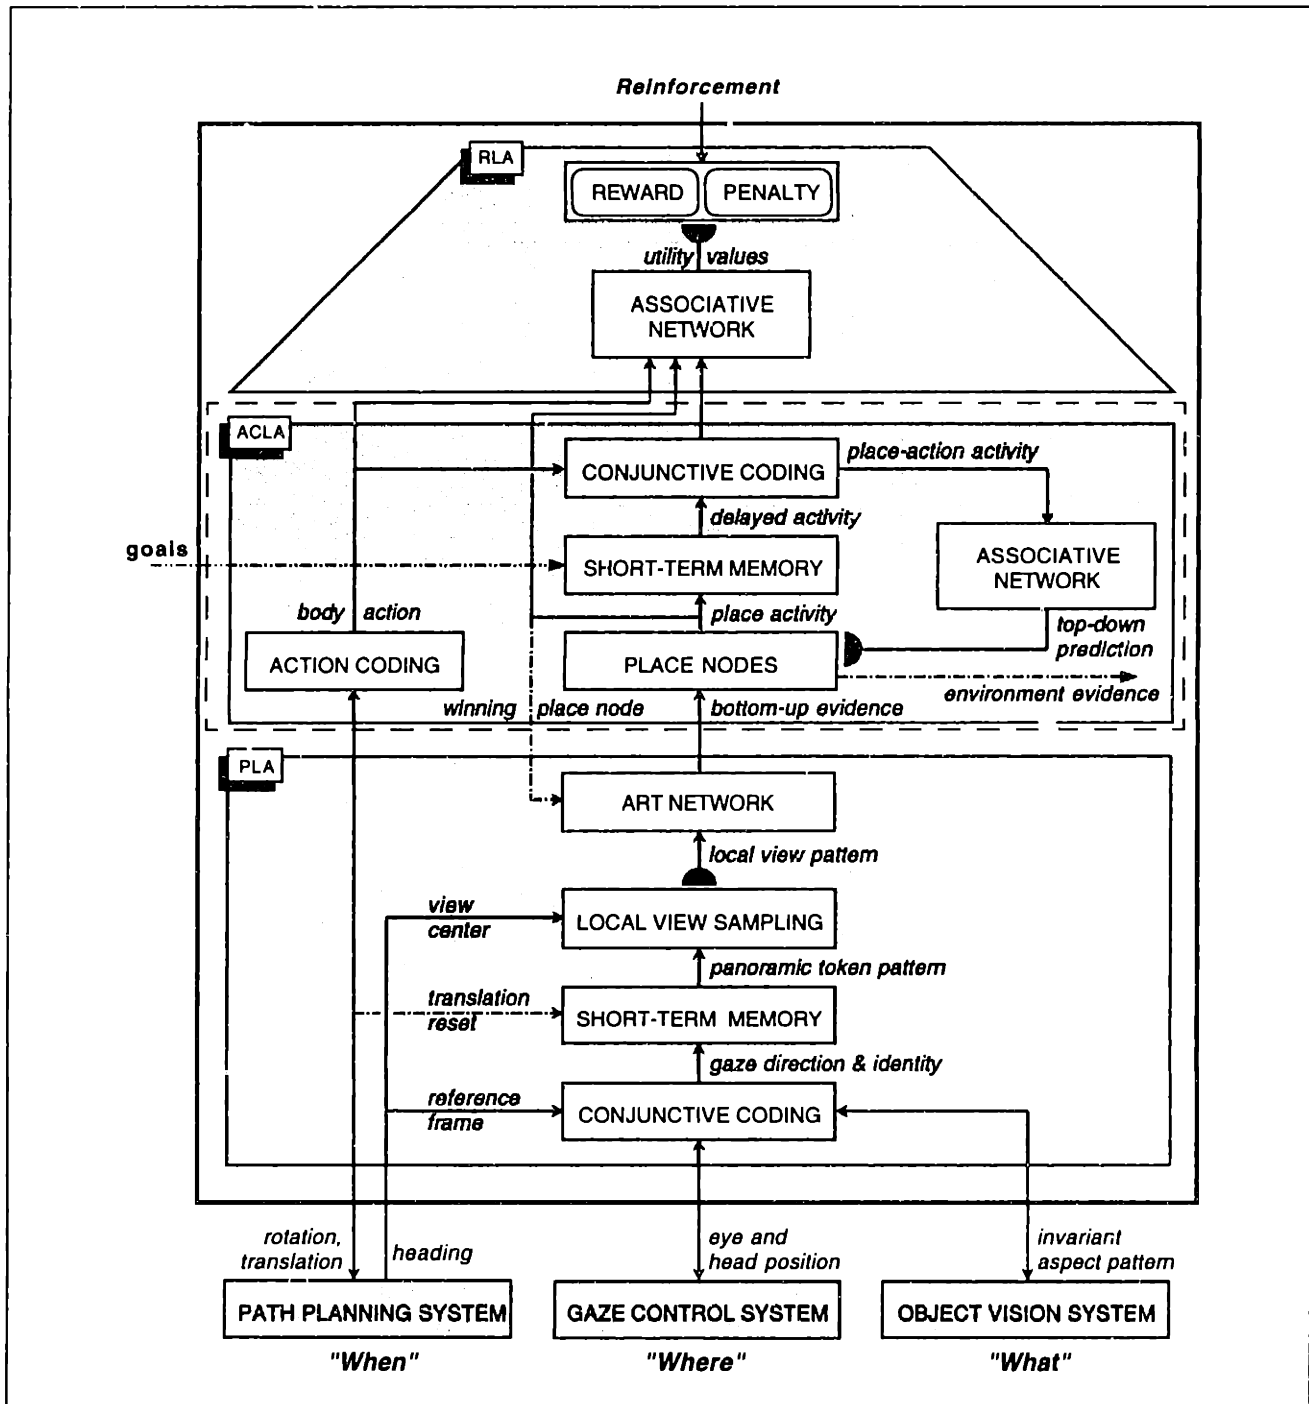 Reinforcement
RLA
REWARD PENALTY
utility values
ASSOCIATIVE
NETWORK
ACLA
CONJUNCTIVE CODING
place-action activity
delayed activity
goals
SHORT-TERM MEMORY
ASSOCIATIVE
NETWORK
body action
place activity
top-down
prediction
ACTION CODING
PLACE NODES
environment evidence
winning place node
bottom-up evidence
PLA
ART NETWORK
local view pattern
view
center
LOCAL VIEW SAMPLING
panoramic token pattern
translation
reset
SHORT-TERM MEMORY
gaze direction & identity
reference
frame
CONJUNCTIVE CODING
rotation,
translation
heading
eye and
head position
invariant
aspect pattern
PATH PLANNING SYSTEM
GAZE CONTROL SYSTEM
OBJECT VISION SYSTEM
"When"
"Where"
"What"